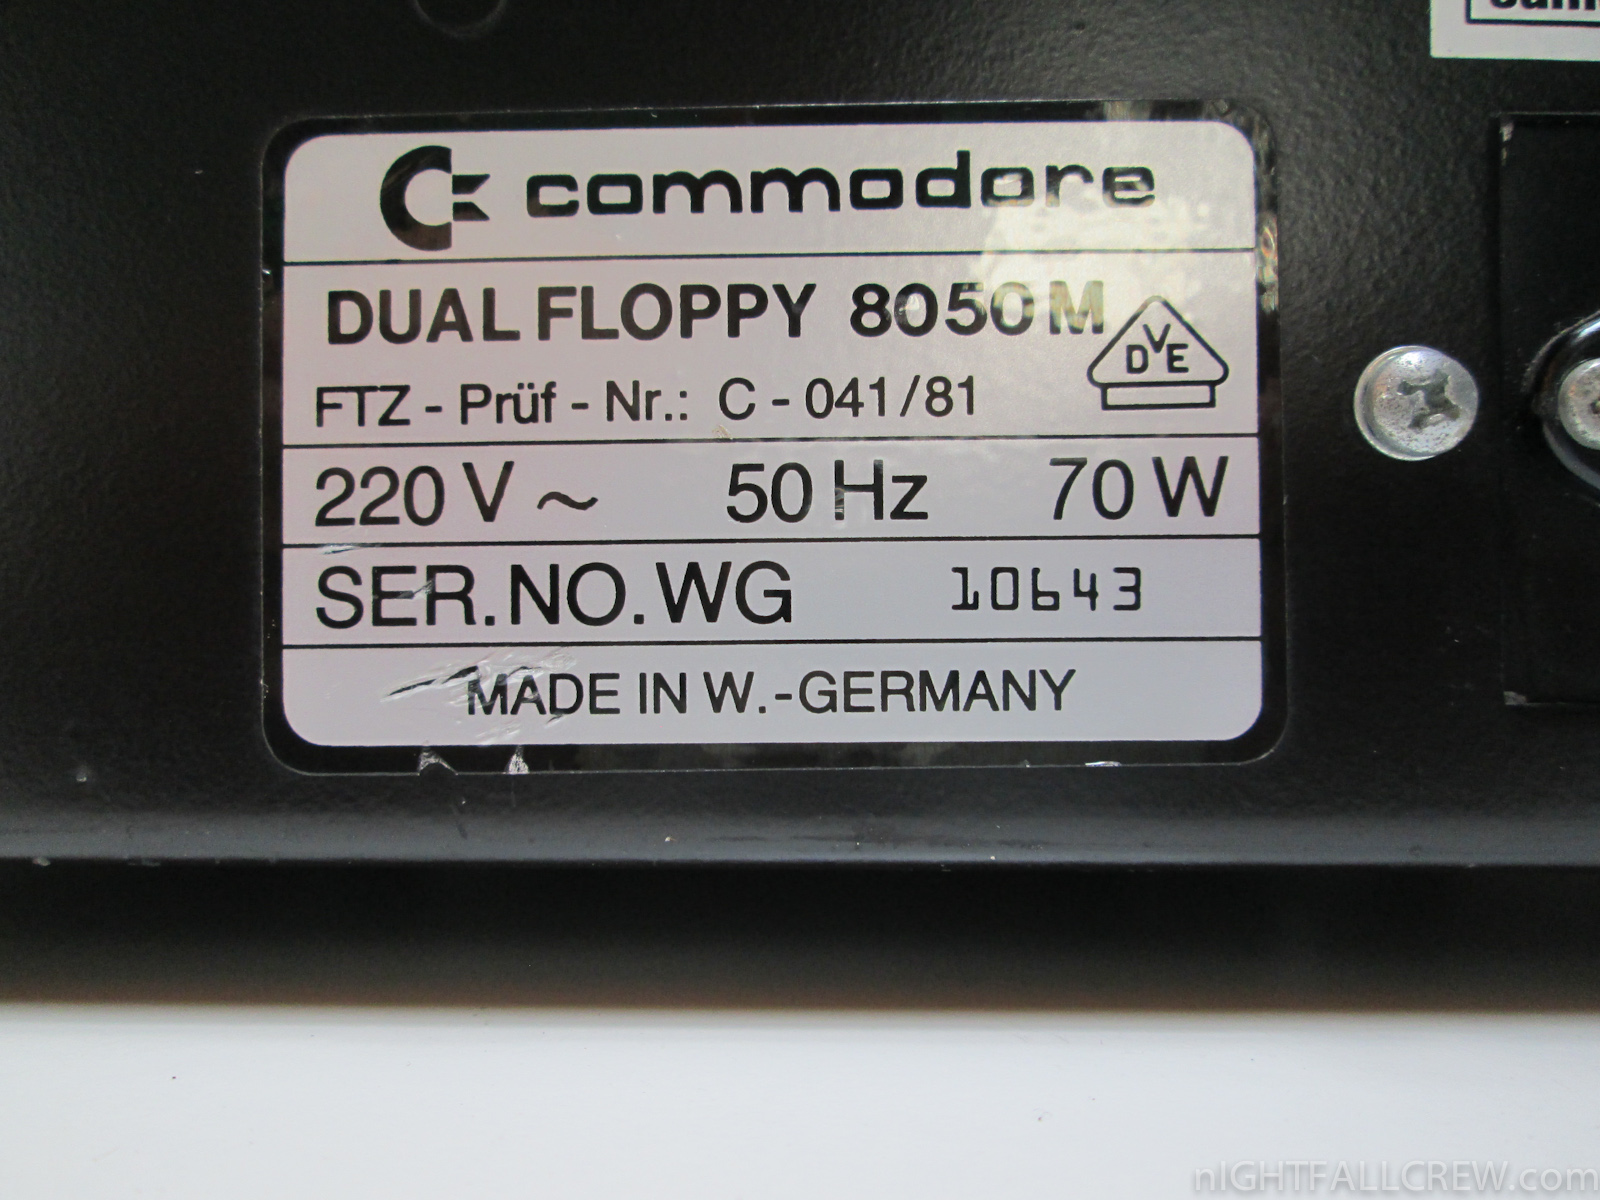 commodore
DUAL FLOPPY 8050 M
FTZ - Prüf - Nr.: C - 041/81
DVE
220 V ~ 50 Hz 70 W
SER. NO. WG 10643
MADE IN W.-GERMANY
nIGHTFALLCREW.com